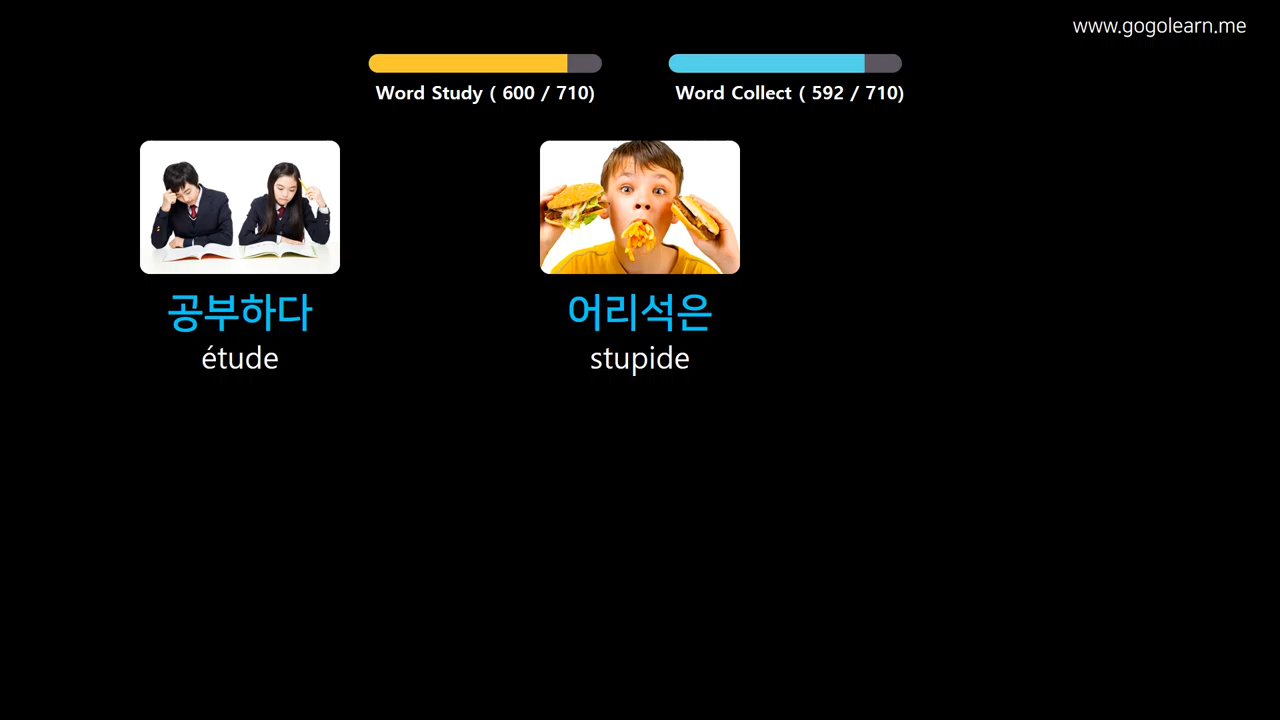 www.gogolearn.me
Word Study ( 600 / 710)
Word Collect ( 592 / 710)
공부하다
étude
어리석은
stupide